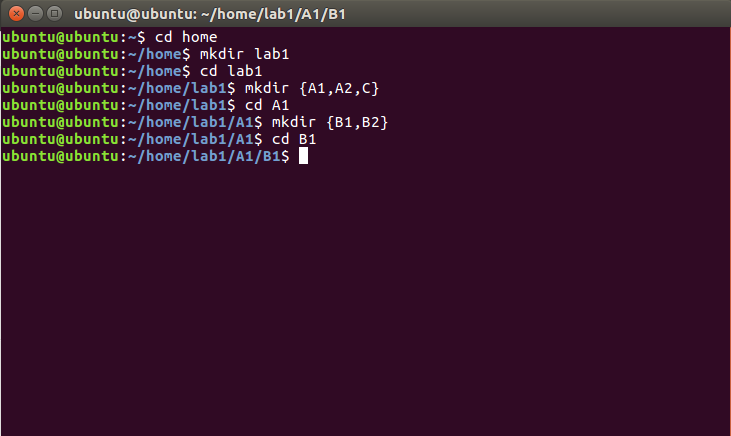 ubuntu@ubuntu: ~/home/lab1/A1/B1
ubuntu@ubuntu:~$ cd home
ubuntu@ubuntu:~/home$ mkdir lab1
ubuntu@ubuntu:~/home$ cd lab1
ubuntu@ubuntu:~/home/lab1$ mkdir {A1,A2,C}
ubuntu@ubuntu:~/home/lab1$ cd A1
ubuntu@ubuntu:~/home/lab1/A1$ mkdir {B1,B2}
ubuntu@ubuntu:~/home/lab1/A1$ cd B1
ubuntu@ubuntu:~/home/lab1/A1/B1$